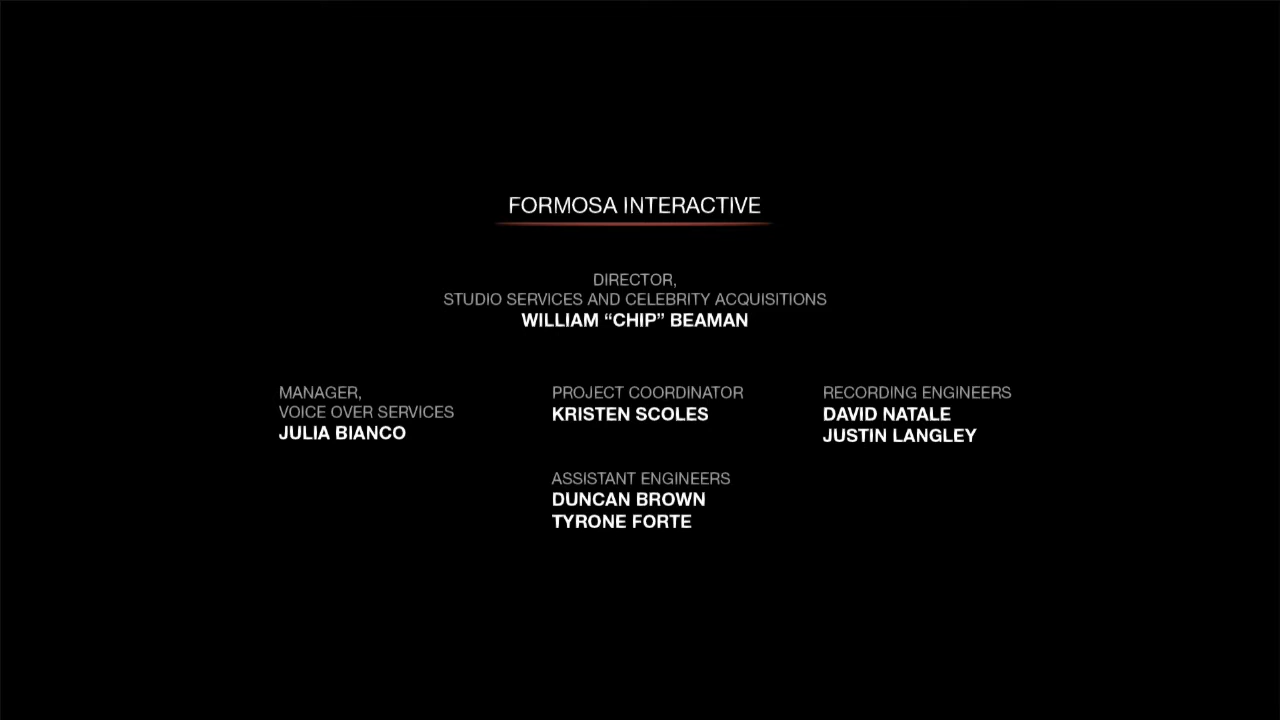 FORMOSA INTERACTIVE
DIRECTOR,
STUDIO SERVICES AND CELEBRITY ACQUISITIONS
WILLIAM “CHIP” BEAMAN
MANAGER,
VOICE OVER SERVICES
JULIA BIANCO
PROJECT COORDINATOR
KRISTEN SCOLES
RECORDING ENGINEERS
DAVID NATALE
JUSTIN LANGLEY
ASSISTANT ENGINEERS
DUNCAN BROWN
TYRONE FORTE